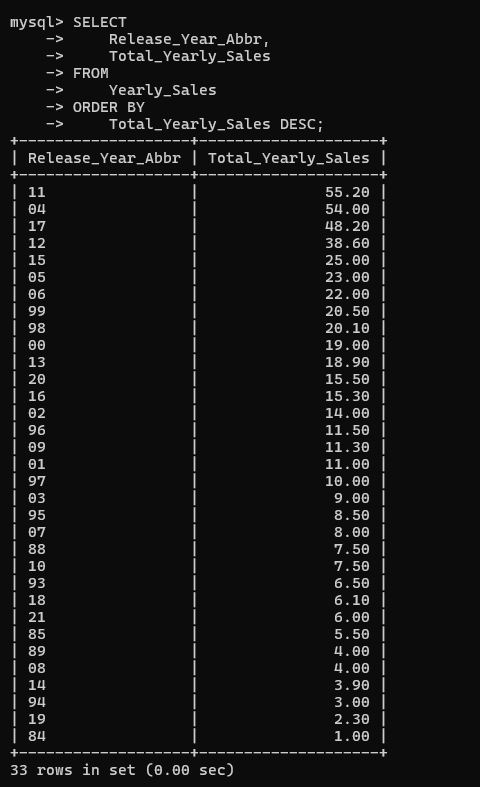 mysql> SELECT
    ->     Release_Year_Abbr,
    ->     Total_Yearly_Sales
    -> FROM
    ->     Yearly_Sales
    -> ORDER BY
    ->     Total_Yearly_Sales DESC;
+-------------------+--------------------+
| Release_Year_Abbr | Total_Yearly_Sales |
+-------------------+--------------------+
| 11                |              55.20 |
| 04                |              54.00 |
| 17                |              48.20 |
| 12                |              38.60 |
| 15                |              25.00 |
| 05                |              23.00 |
| 06                |              22.00 |
| 99                |              20.50 |
| 98                |              20.10 |
| 00                |              19.00 |
| 13                |              18.90 |
| 20                |              15.50 |
| 16                |              15.30 |
| 02                |              14.00 |
| 96                |              11.50 |
| 09                |              11.30 |
| 01                |              11.00 |
| 97                |              10.00 |
| 03                |               9.00 |
| 95                |               8.50 |
| 07                |               8.00 |
| 88                |               7.50 |
| 10                |               7.50 |
| 93                |               6.50 |
| 18                |               6.10 |
| 21                |               6.00 |
| 85                |               5.50 |
| 89                |               4.00 |
| 08                |               4.00 |
| 14                |               3.90 |
| 94                |               3.00 |
| 19                |               2.30 |
| 84                |               1.00 |
+-------------------+--------------------+
33 rows in set (0.00 sec)